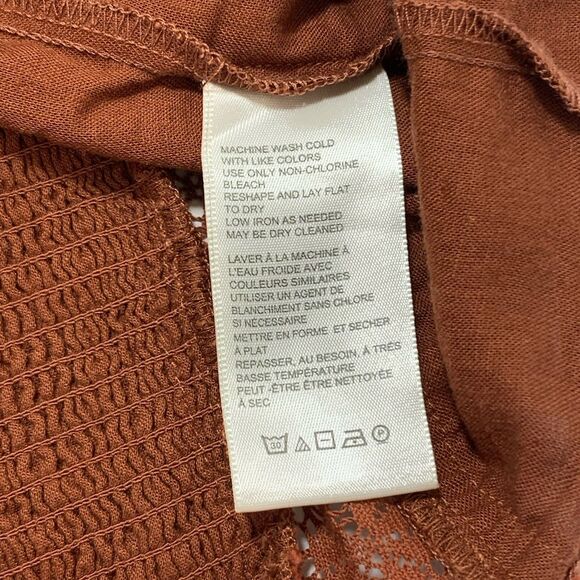 MACHINE WASH COLD
WITH LIKE COLORS
USE ONLY NON-CHLORINE
BLEACH
RESHAPE AND LAY FLAT
TO DRY
LOW IRON AS NEEDED
MAY BE DRY CLEANED
LAVER À LA MACHINE À
L'EAU FROIDE AVEC
COULEURS SIMILAIRES
UTILISER UN AGENT DE
BLANCHIMENT SANS CHLORE
SI NÉCESSAIRE
METTRE EN FORME ET SECHER
À PLAT
REPASSER, AU BESOIN, À TRÉS
BASSE TEMPÉRATURE
PEUT -ÊTRE ÊTRE NETTOYÉE
À SEC
30 P